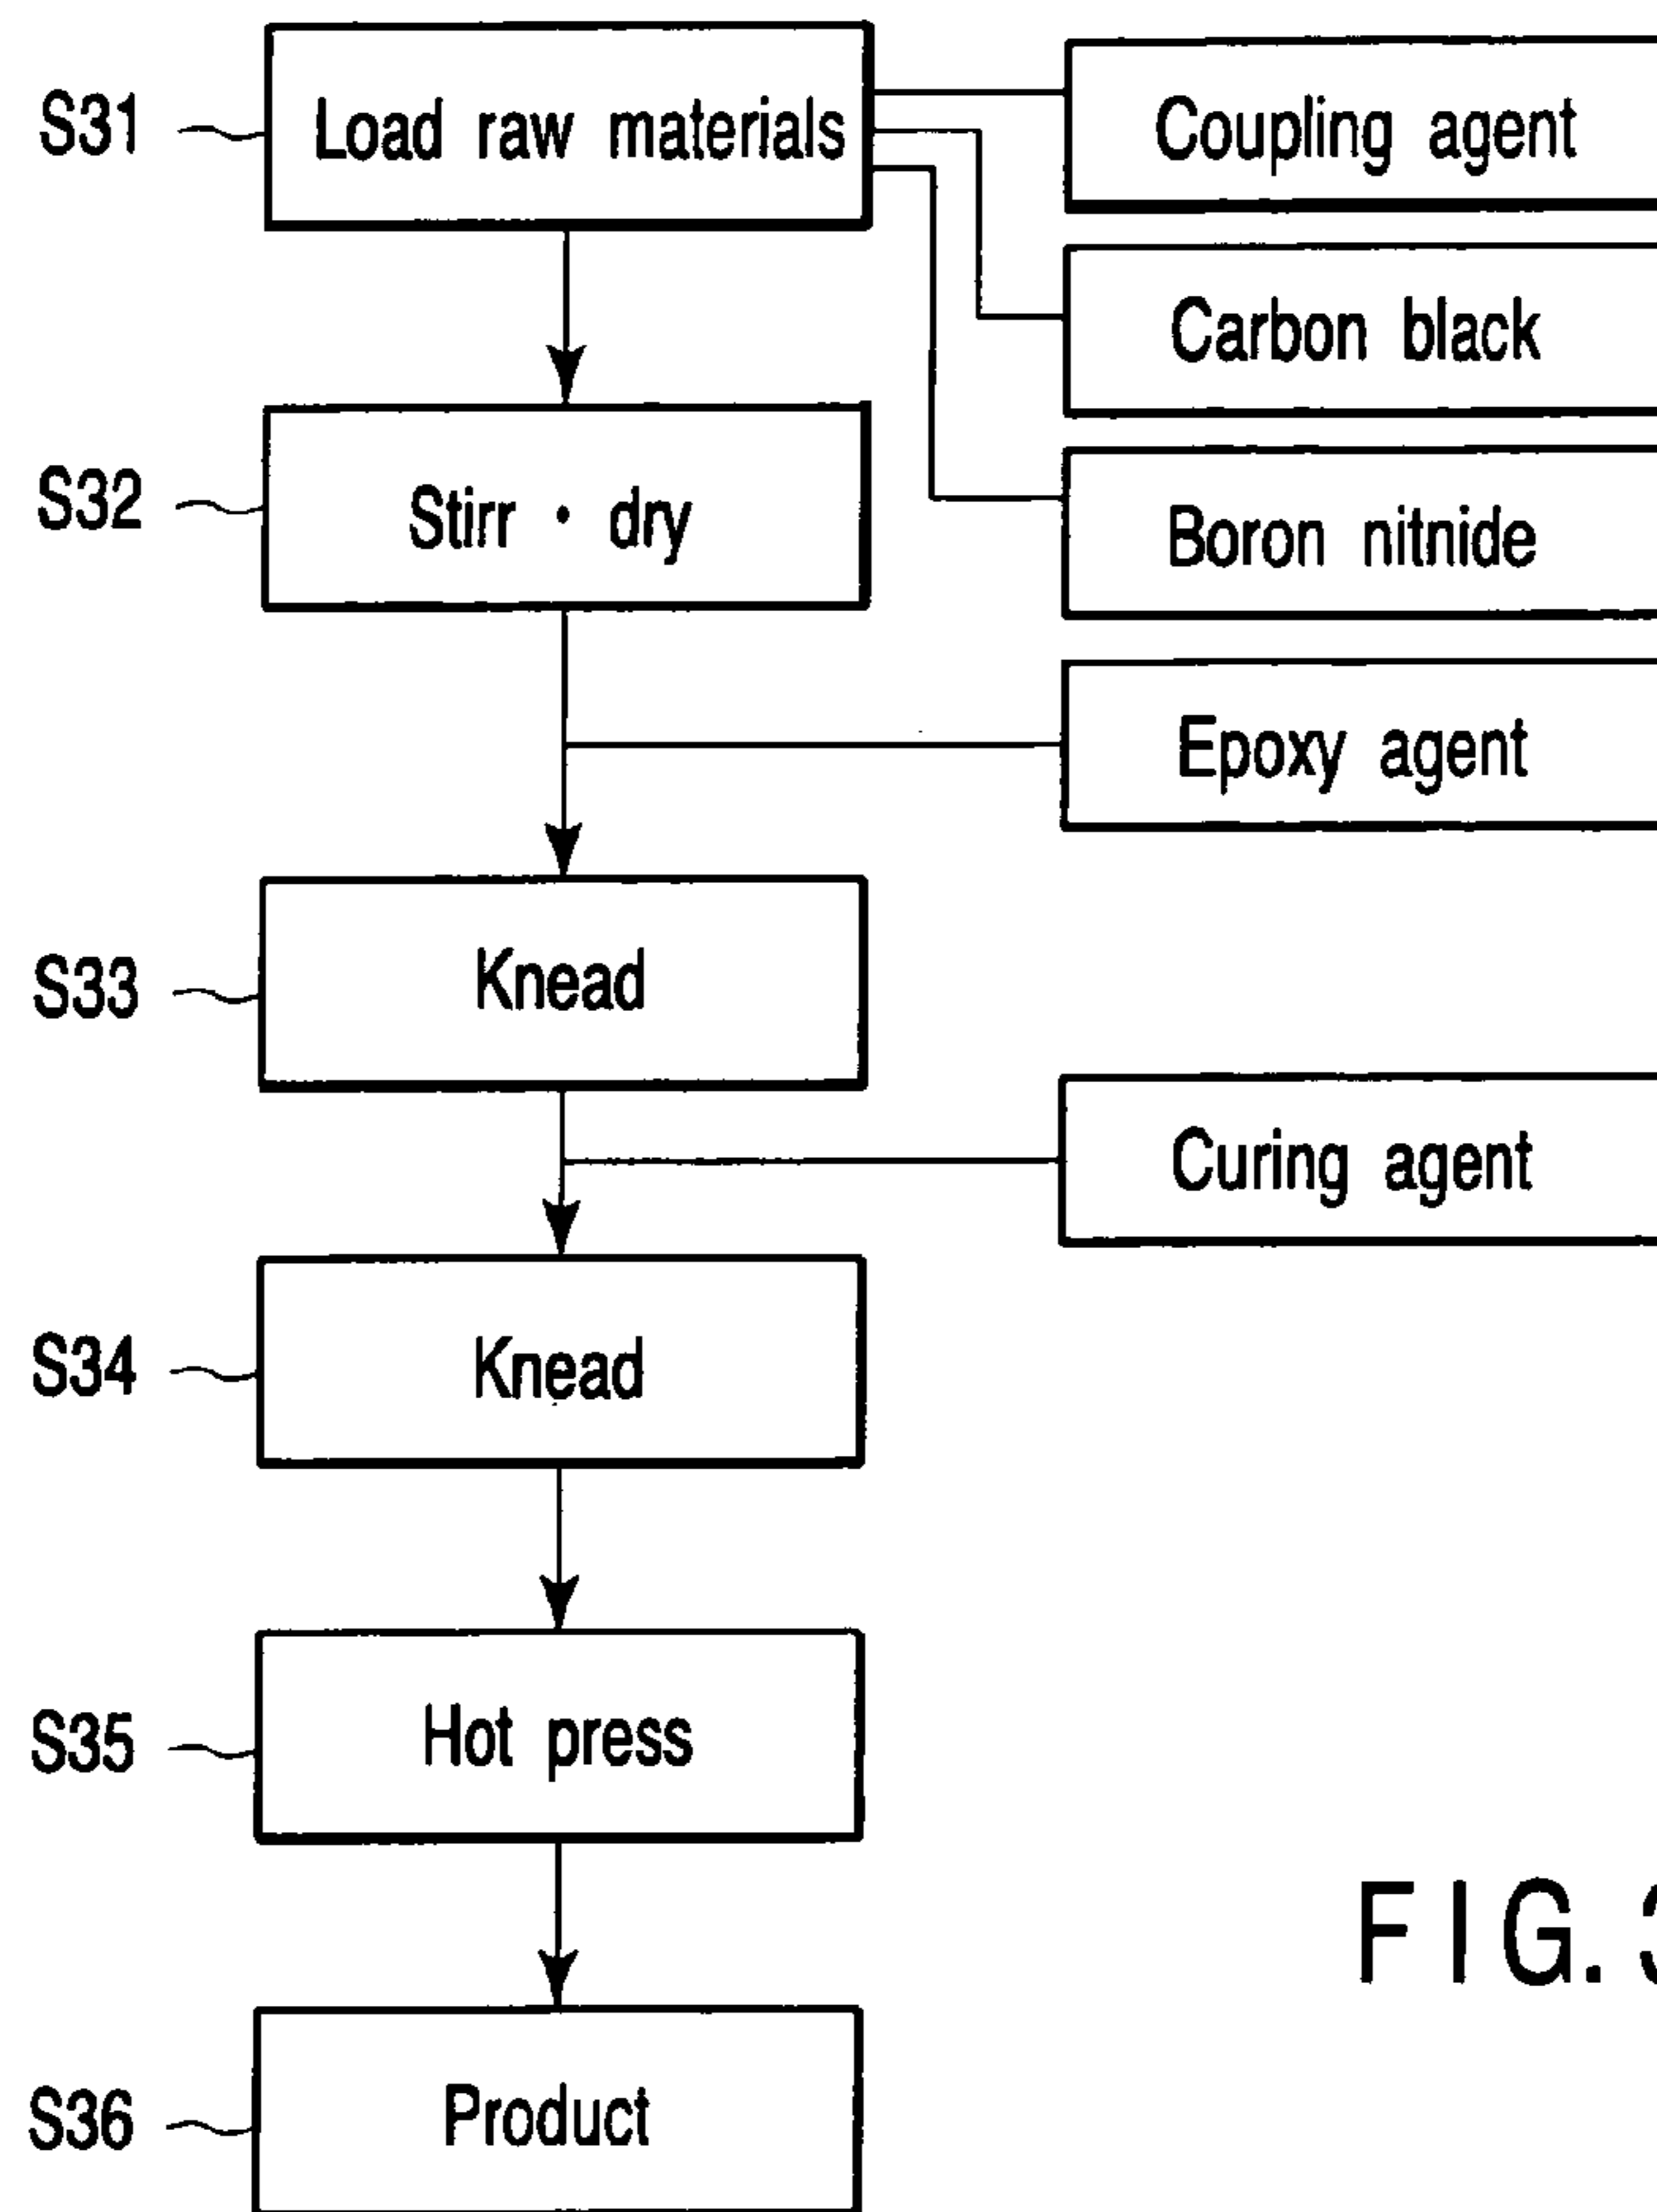 S31 Load raw materials Coupling agent
Carbon black
S32 Stirr · dry Boron nitnide
Epoxy agent
S33 Knead
Curing agent
S34 Knead
S35 Hot press
FIG.
S36 Product